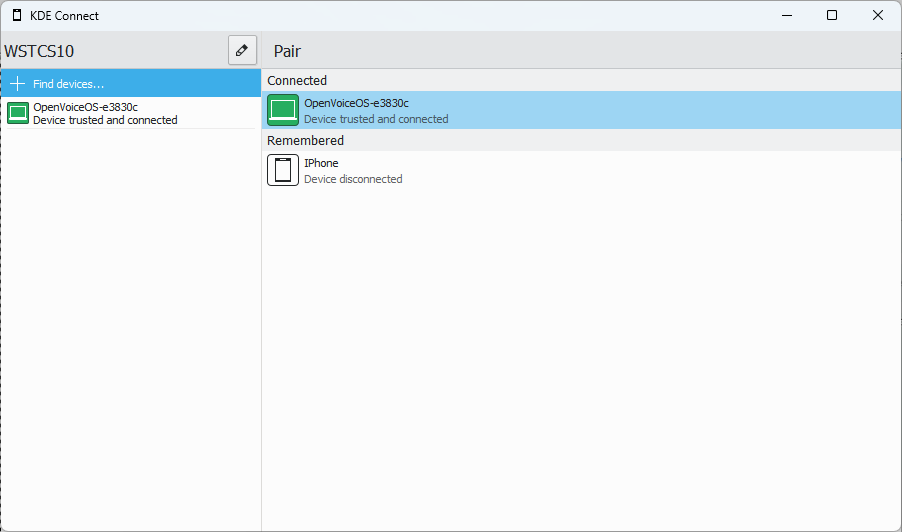 KDE Connect
WSTCS10
Pair
Find devices...
OpenVoiceOS-e3830c
Device trusted and connected
Connected
OpenVoiceOS-e3830c
Device trusted and connected
Remembered
IPhone
Device disconnected